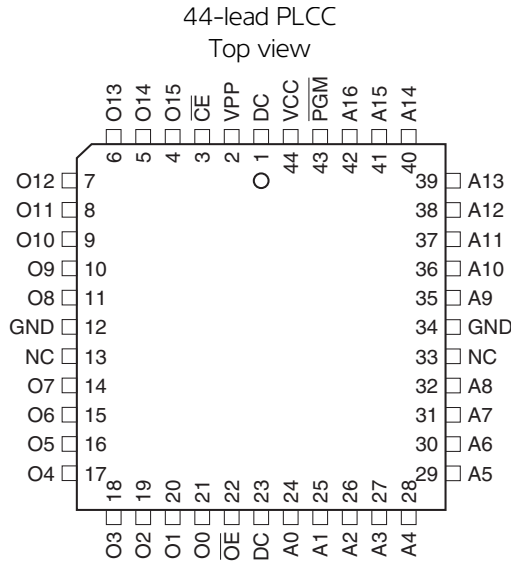 44-lead PLCC
Top view
O13 O14 O15 C̅E̅ VPP DC VCC P̅G̅M̅ A16 A15 A14
6 5 4 3 2 1 44 43 42 41 40
O12 7 39 A13
O11 8 38 A12
O10 9 37 A11
O9 10 36 A10
O8 11 35 A9
GND 12 34 GND
NC 13 33 NC
O7 14 32 A8
O6 15 31 A7
O5 16 30 A6
O4 17 29 A5
18 19 20 21 22 23 24 25 26 27 28
O3 O2 O1 O0 O̅E̅ DC A0 A1 A2 A3 A4